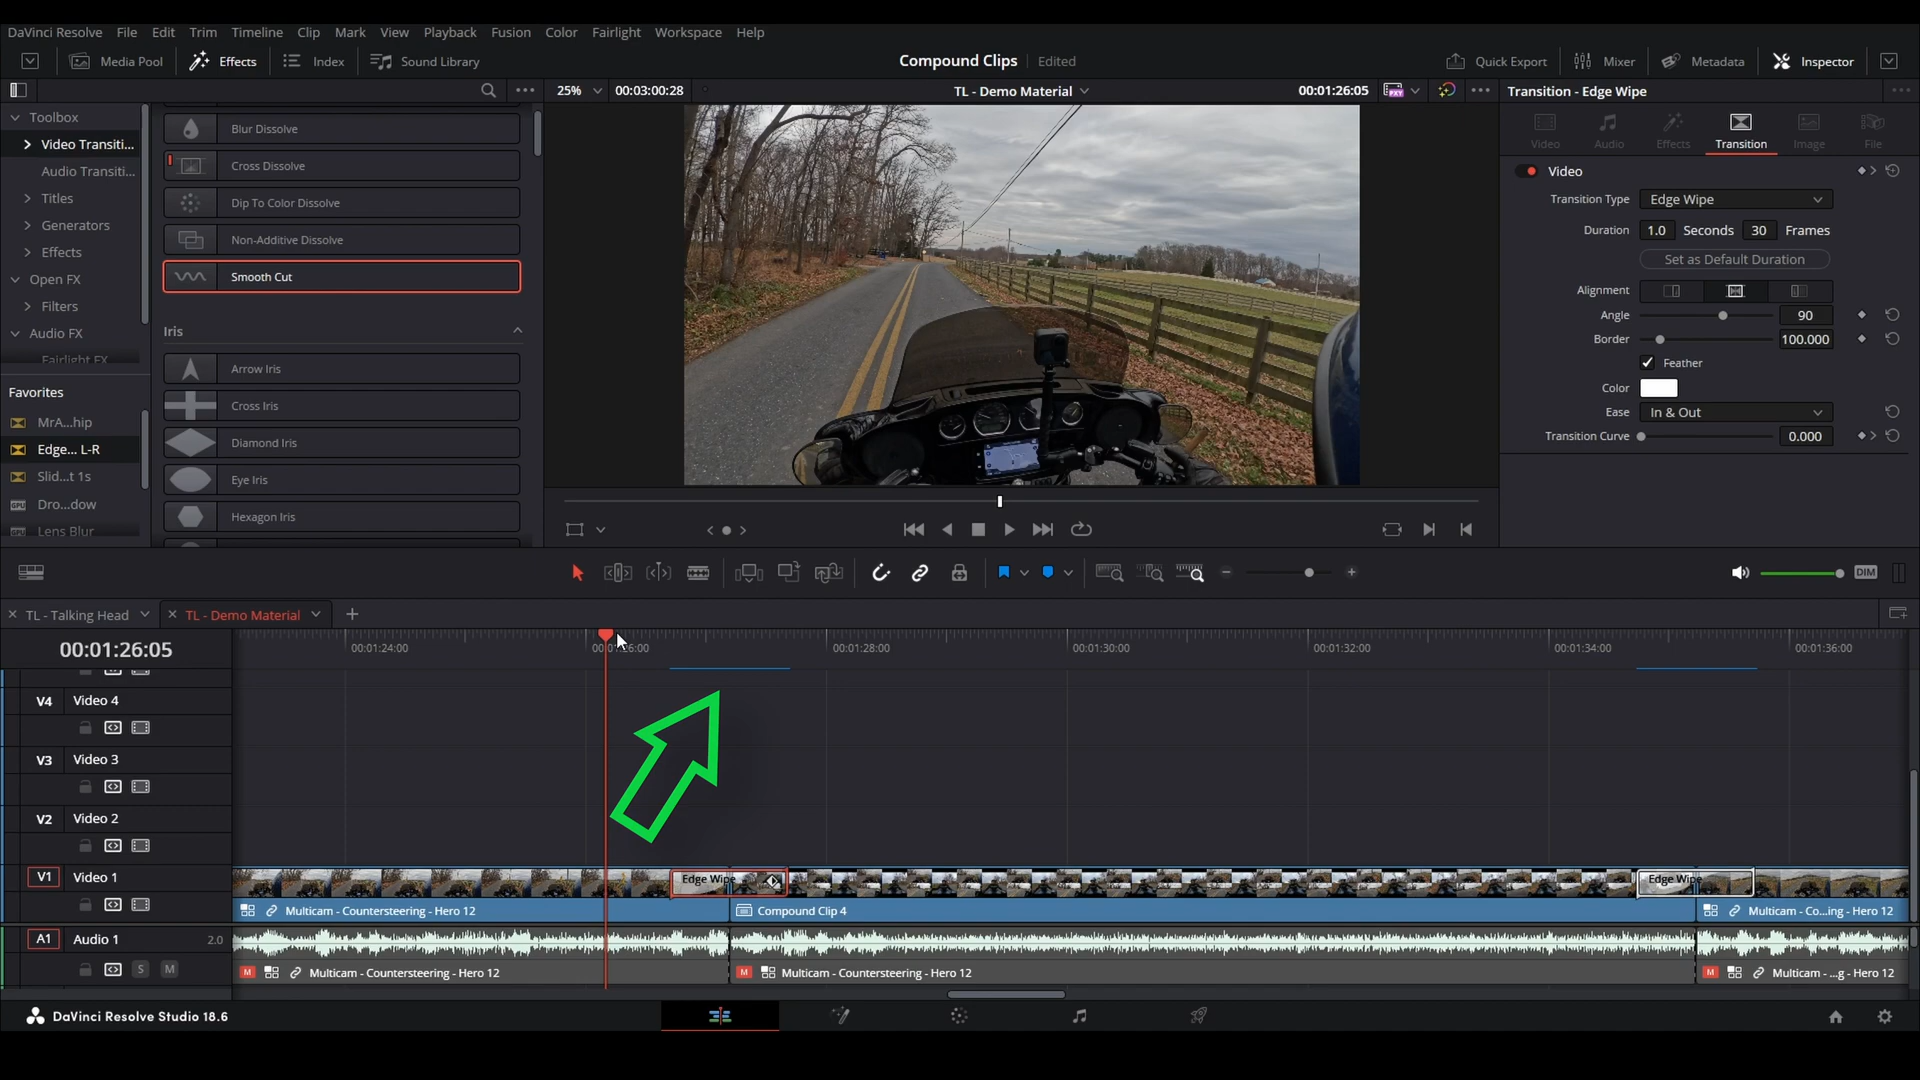 DaVinci Resolve File Edit Trim Timeline Clip Mark View Playback Fusion Color Fairlight Workspace Help
Media Pool Effects Index Sound Library Compound Clips Edited Quick Export Mixer Metadata Inspector
25% 00:03:00:28 TL - Demo Material 00:01:26:05 Transition - Edge Wipe
Toolbox
Video Transiti...
Audio Transiti...
Titles
Generators
Effects
Open FX
Filters
Audio FX
Fairlight FX
Favorites
MrA...hip
Edge... L-R
Slid...t 1s
Dro...dow
Lens Blur
Blur Dissolve
Cross Dissolve
Dip To Color Dissolve
Non-Additive Dissolve
Smooth Cut
Iris
Arrow Iris
Cross Iris
Diamond Iris
Eye Iris
Hexagon Iris
Video Audio Effects Transition Image File
Video
Transition Type Edge Wipe
Duration 1.0 Seconds 30 Frames
Set as Default Duration
Alignment
Angle 90
Border 100.000
Feather
Color
Ease In & Out
Transition Curve 0.000
DIM
TL - Talking Head TL - Demo Material
00:01:26:05
00:01:24:00 00:01:26:00 00:01:28:00 00:01:30:00 00:01:32:00 00:01:34:00 00:01:36:00
V4 Video 4
V3 Video 3
V2 Video 2
V1 Video 1
Edge Wipe Edge Wipe
Multicam - Countersteering - Hero 12 Compound Clip 4 Multicam - Co...ing - Hero 12
A1 Audio 1 2.0
S M
M Multicam - Countersteering - Hero 12 M Multicam - Countersteering - Hero 12 M Multicam - ...g - Hero 12
DaVinci Resolve Studio 18.6